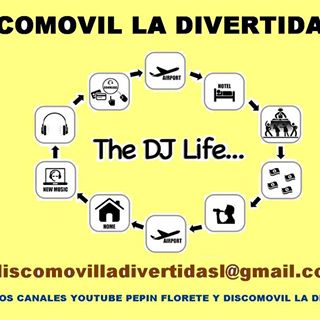 COMOVIL LA DIVERTIDA
AIRPORT
HOTEL
The DJ Life...
NEW MUSIC
HOME
AIRPORT
discomovilladivertidasl@gmail.co
OS CANALES YOUTUBE PEPIN FLORETE Y DISCOMOVIL LA D